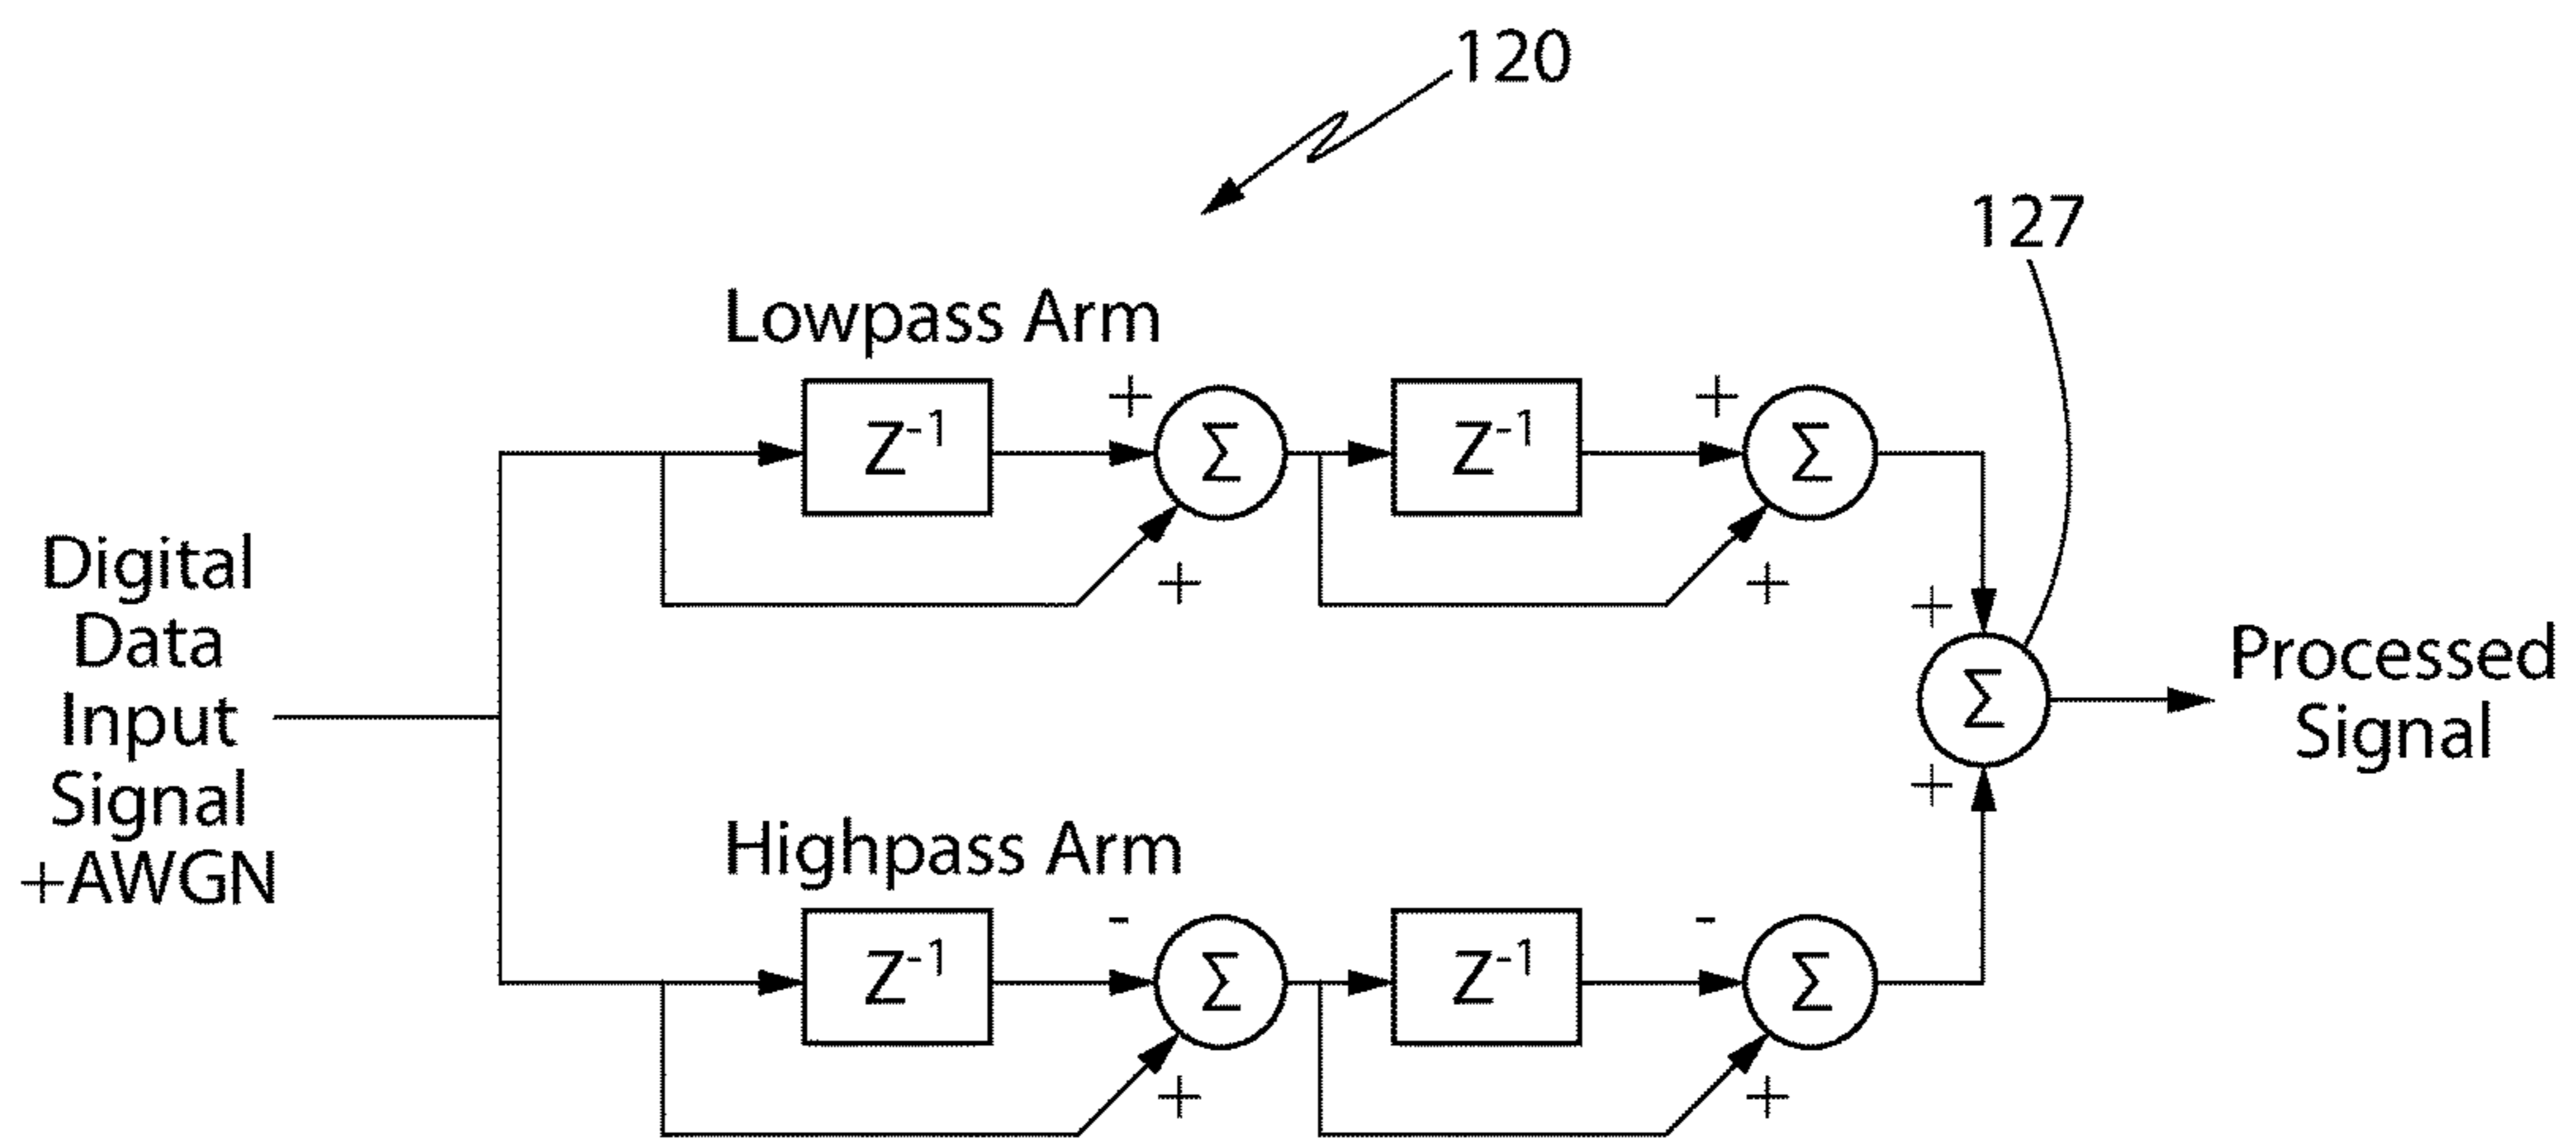 120
127
Lowpass Arm
+
+
Z-1
Σ
Z-1
Σ
+
+
Digital
Data
Input
Signal
+AWGN
+
Σ
+
Processed
Signal
Highpass Arm
-
-
Z-1
Σ
Z-1
Σ
+
+